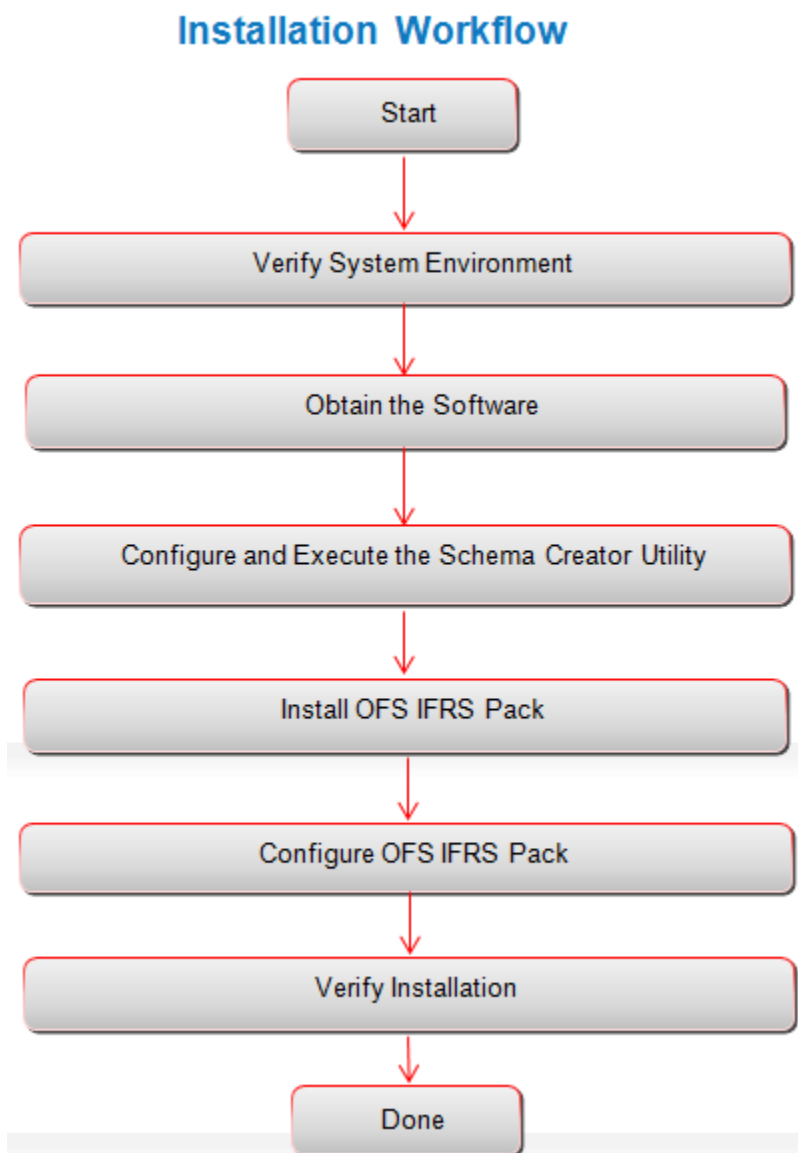 Installation Workflow
Start
Verify System Environment
Obtain the Software
Configure and Execute the Schema Creator Utility
Install OFS IFRS Pack
Configure OFS IFRS Pack
Verify Installation
Done